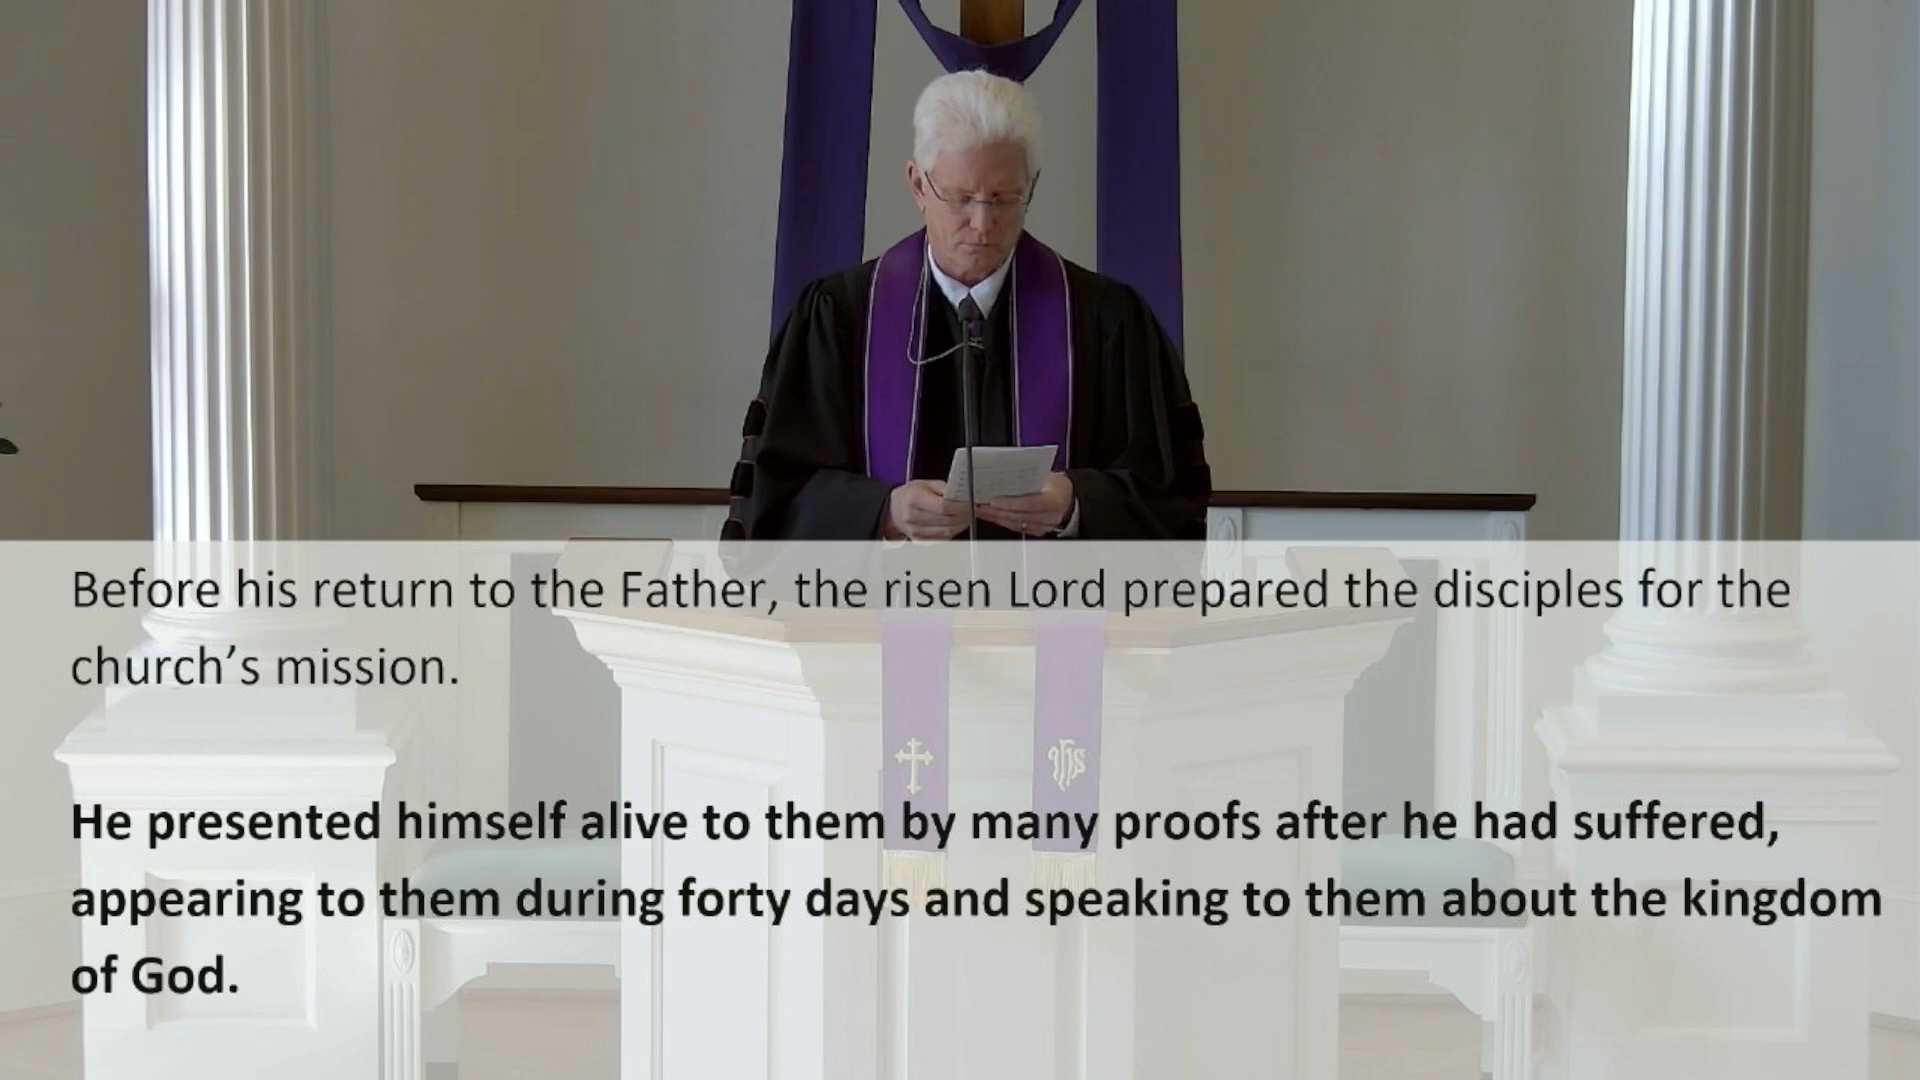 Before his return to the Father, the risen Lord prepared the disciples for the
church’s mission.
He presented himself alive to them by many proofs after he had suffered,
appearing to them during forty days and speaking to them about the kingdom
of God.
IHS